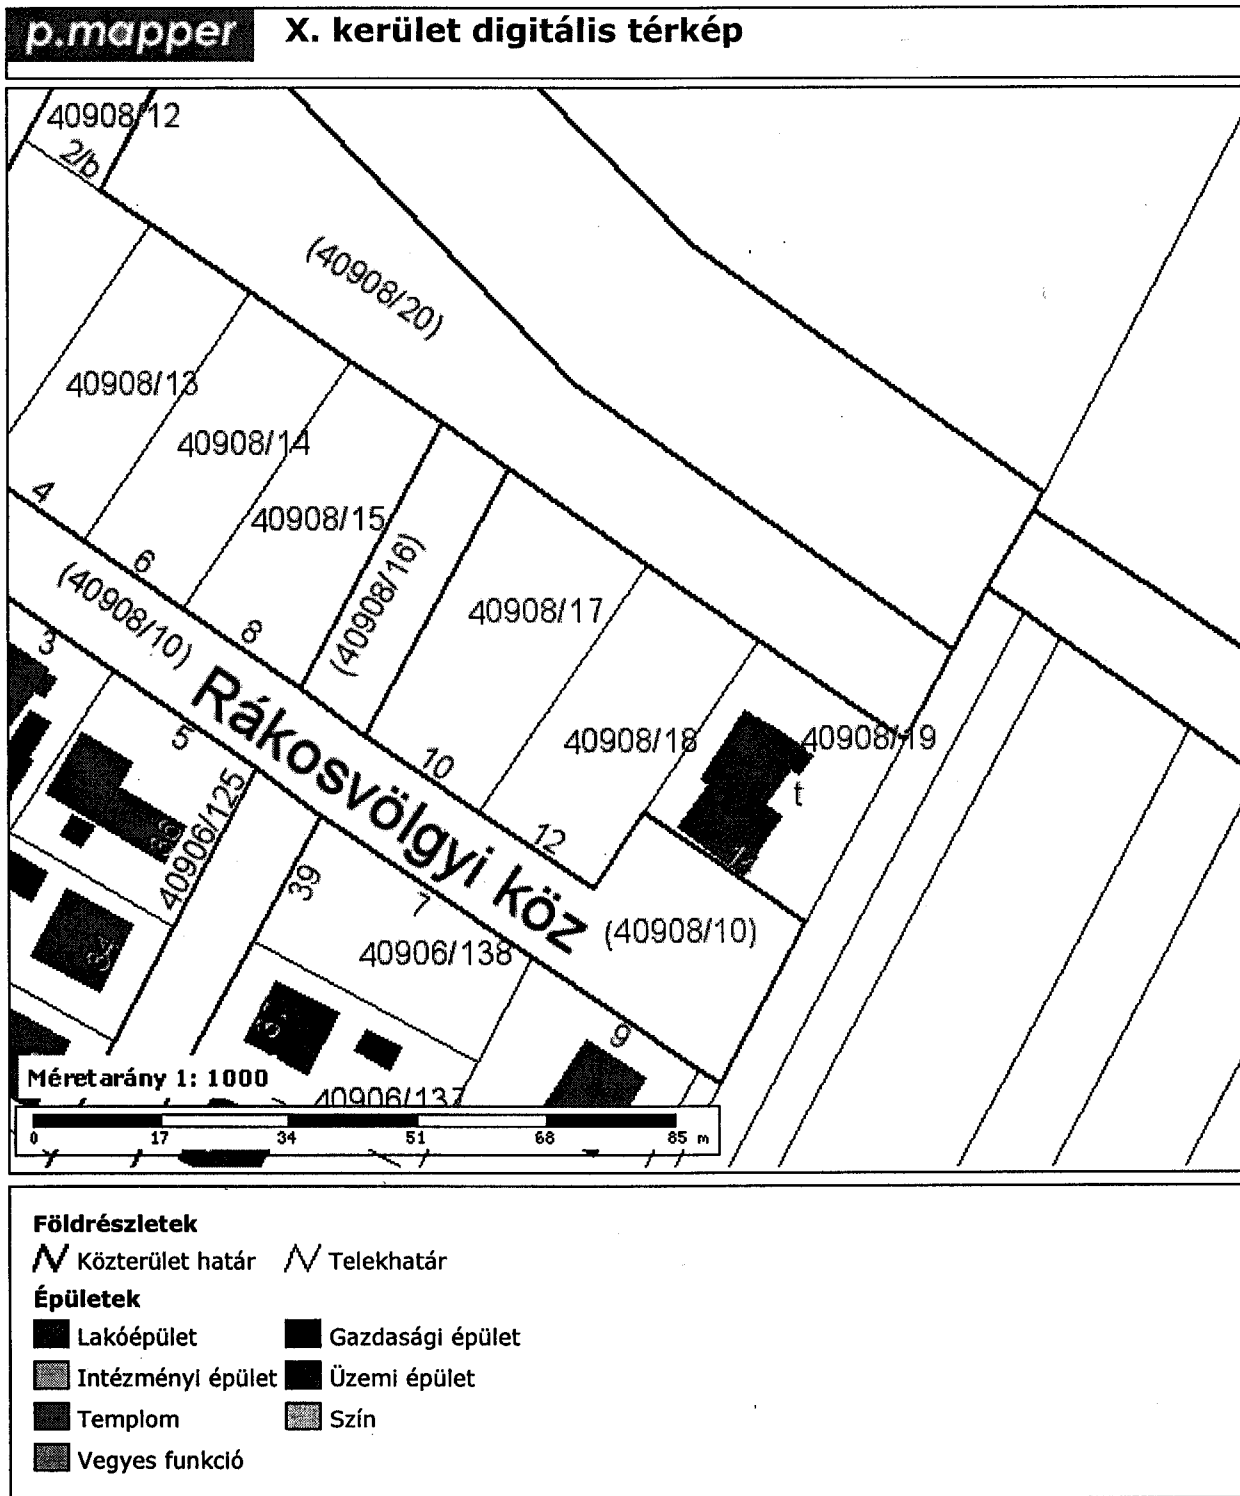 p.mapper X. kerület digitális térkép
40908/12
2/b
(40908/20)
40908/13
40908/14
40908/15
4
6
(40908/16)
(40908/10)
8
40908/17
3
Rákosvölgyi köz
5
10
40908/18
40908/19
t
40906/125
12
39
7
(40908/10)
40906/138
9
Méretarány 1: 1000
40906/137
0 17 34 51 68 85 m
Földrészletek
Közterület határ Telekhatár
Épületek
Lakóépület Gazdasági épület
Intézményi épület Üzemi épület
Templom Szín
Vegyes funkció